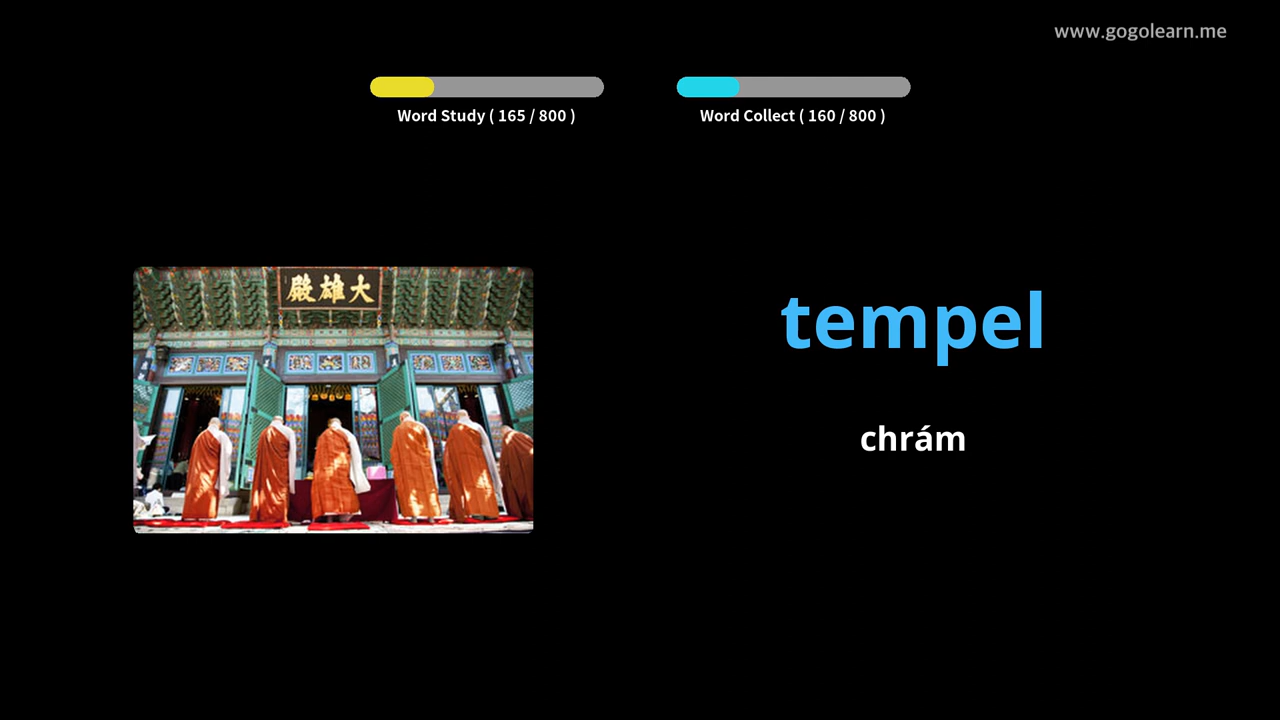 www.gogolearn.me
Word Study ( 165 / 800 )
Word Collect ( 160 / 800 )
殿雄大
tempel
chrám